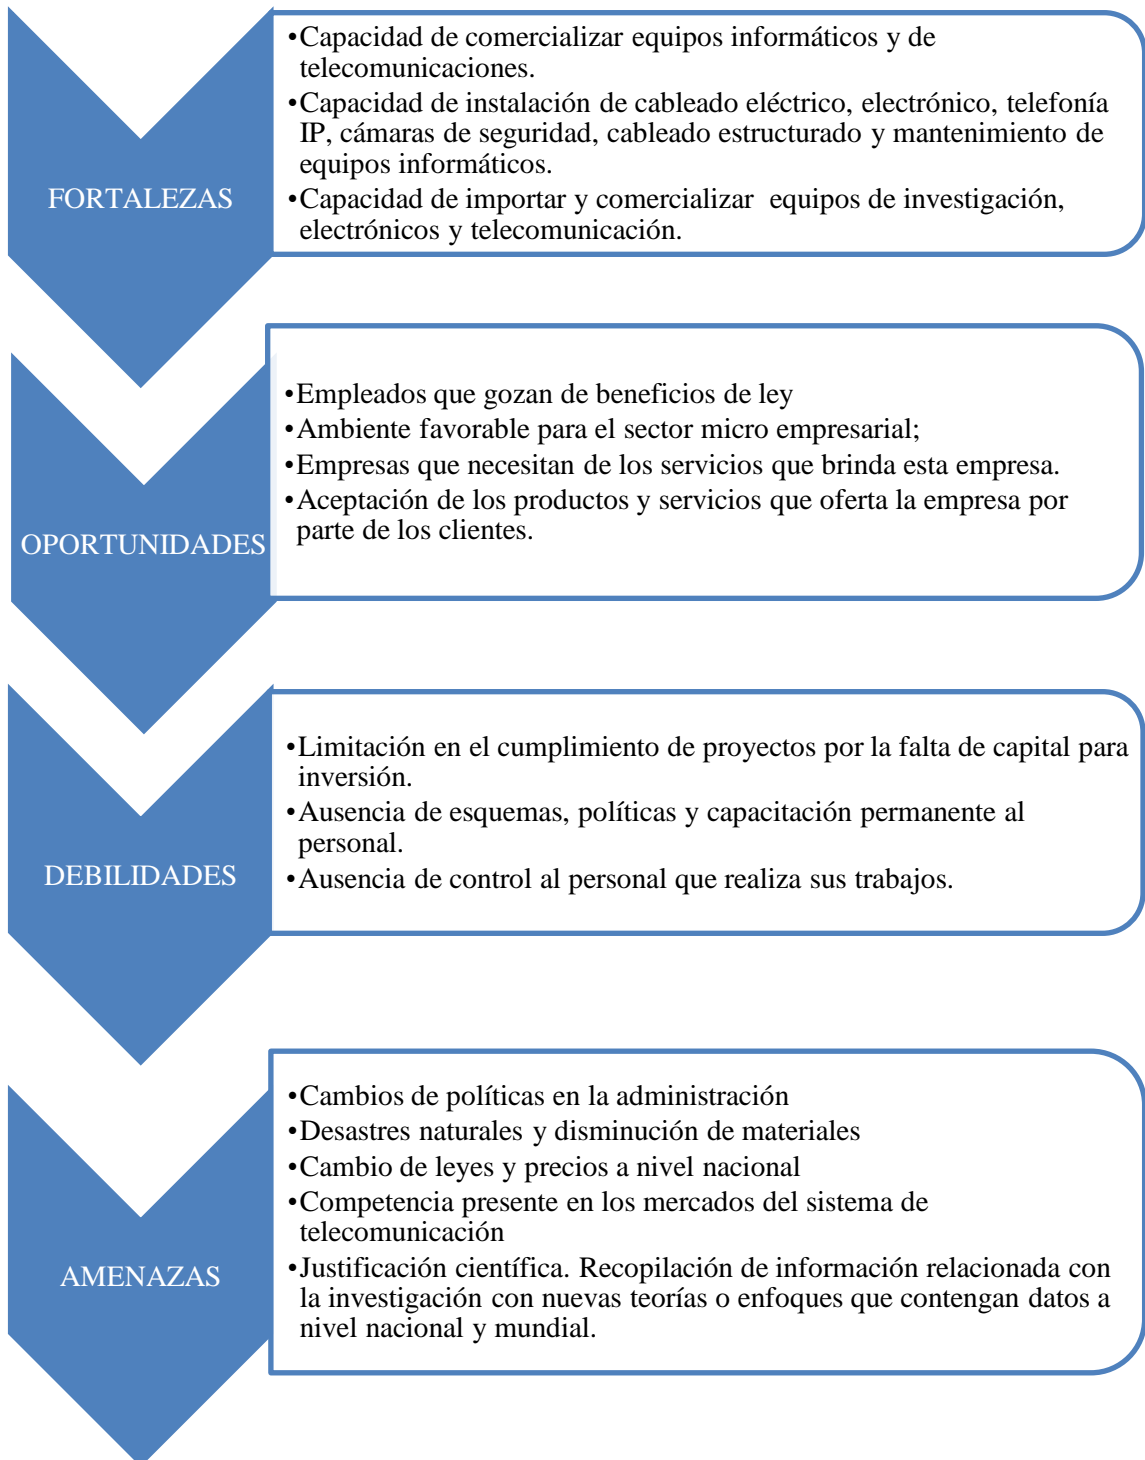 FORTALEZAS
•Capacidad de comercializar equipos informáticos y de
telecomunicaciones.
•Capacidad de instalación de cableado eléctrico, electrónico, telefonía
IP, cámaras de seguridad, cableado estructurado y mantenimiento de
equipos informáticos.
•Capacidad de importar y comercializar equipos de investigación,
electrónicos y telecomunicación.
OPORTUNIDADES
•Empleados que gozan de beneficios de ley
•Ambiente favorable para el sector micro empresarial;
•Empresas que necesitan de los servicios que brinda esta empresa.
•Aceptación de los productos y servicios que oferta la empresa por
parte de los clientes.
DEBILIDADES
•Limitación en el cumplimiento de proyectos por la falta de capital para
inversión.
•Ausencia de esquemas, políticas y capacitación permanente al
personal.
•Ausencia de control al personal que realiza sus trabajos.
AMENAZAS
•Cambios de políticas en la administración
•Desastres naturales y disminución de materiales
•Cambio de leyes y precios a nivel nacional
•Competencia presente en los mercados del sistema de
telecomunicación
•Justificación científica. Recopilación de información relacionada con
la investigación con nuevas teorías o enfoques que contengan datos a
nivel nacional y mundial.